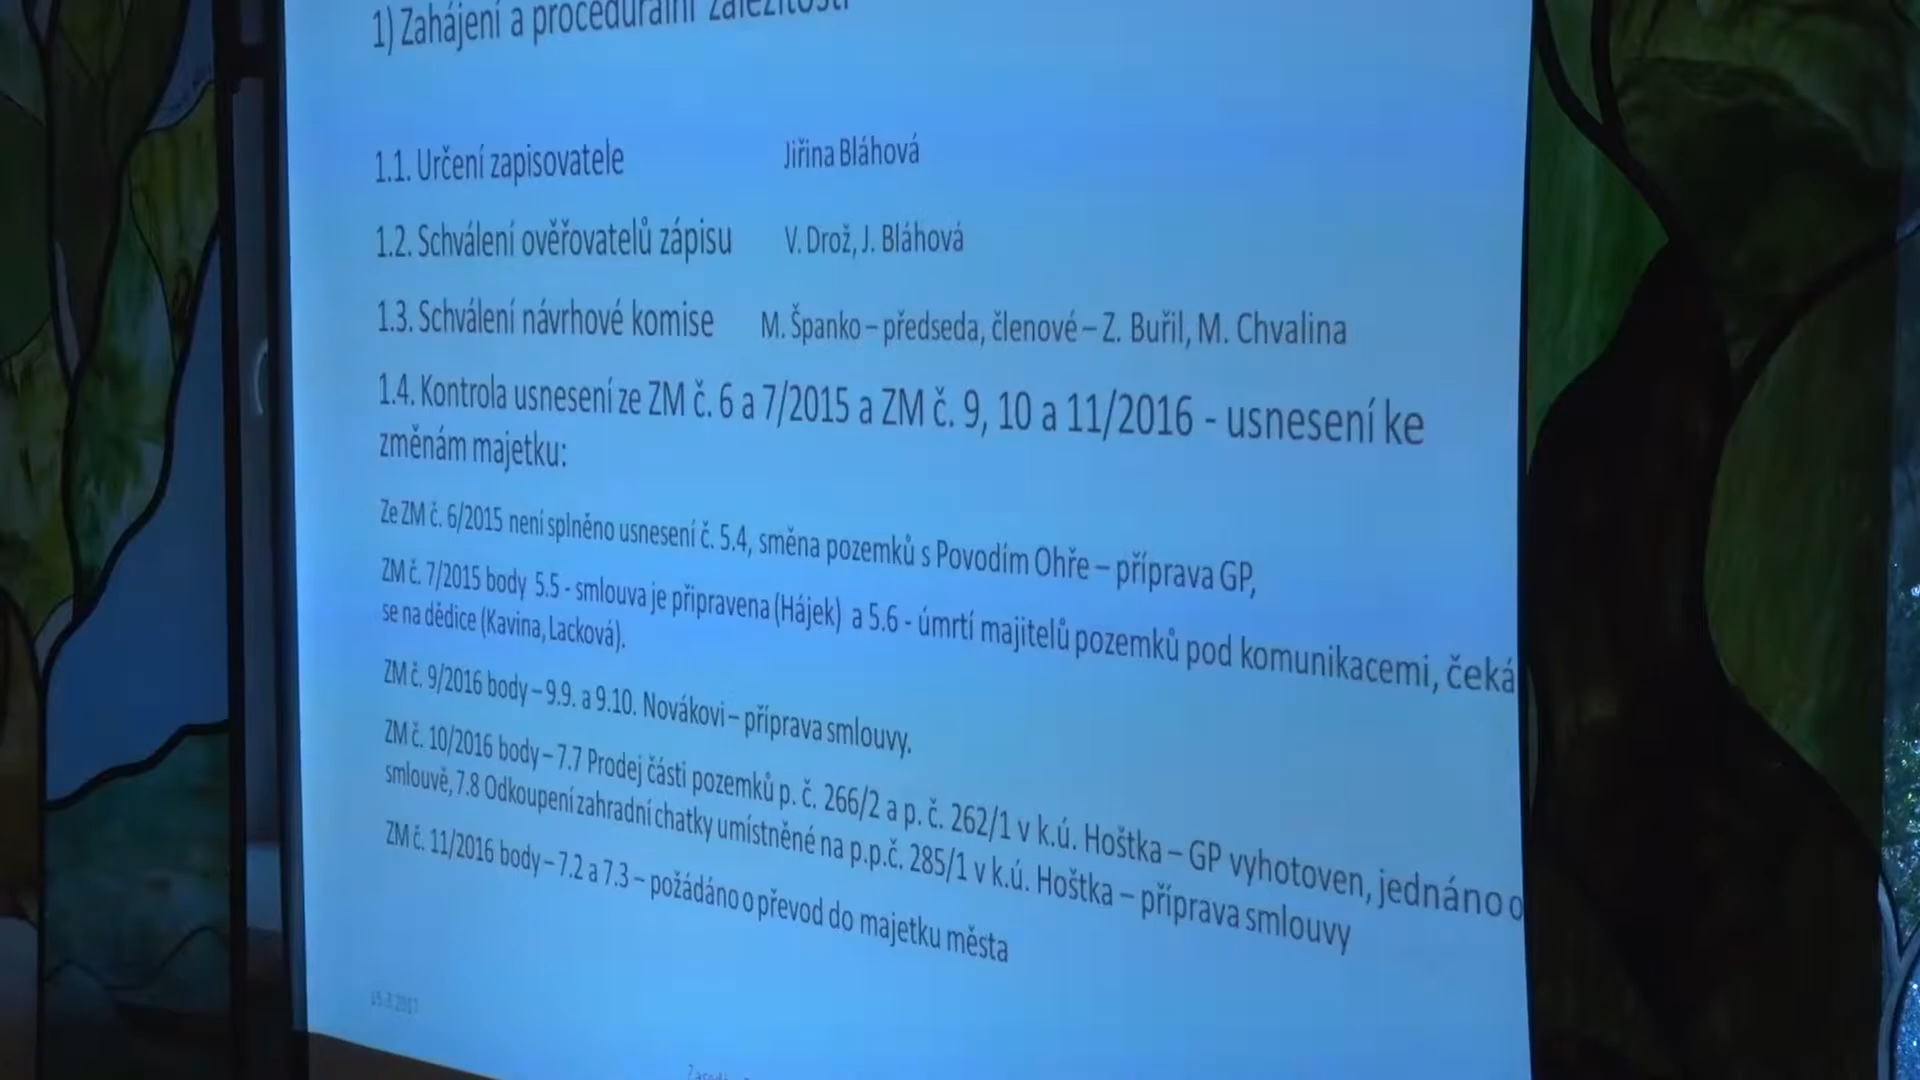 1) Zahájení a procedurální záležitosti
1.1. Určení zapisovatele Jiřina Bláhová
1.2. Schválení ověřovatelů zápisu V. Drož, J. Bláhová
1.3. Schválení návrhové komise M. Španko – předseda, členové – Z. Buřil, M. Chvalina
1.4. Kontrola usnesení ze ZM č. 6 a 7/2015 a ZM č. 9, 10 a 11/2016 - usnesení ke
změnám majetku:
Ze ZM č. 6/2015 není splněno usnesení č. 5.4, směna pozemků s Povodím Ohře – příprava GP,
ZM č. 7/2015 body 5.5 - smlouva je připravena (Hájek) a 5.6 - úmrtí majitelů pozemků pod komunikacemi, čeká
se na dědice (Kavina, Lacková).
ZM č. 9/2016 body – 9.9. a 9.10. Novákovi – příprava smlouvy.
ZM č. 10/2016 body – 7.7 Prodej části pozemků p. č. 266/2 a p. č. 262/1 v k.ú. Hoštka – GP vyhotoven, jednáno o
smlouvě, 7.8 Odkoupení zahradní chatky umístněné na p.p.č. 285/1 v k.ú. Hoštka – příprava smlouvy
ZM č. 11/2016 body – 7.2 a 7.3 – požádáno o převod do majetku města
15.3.2017